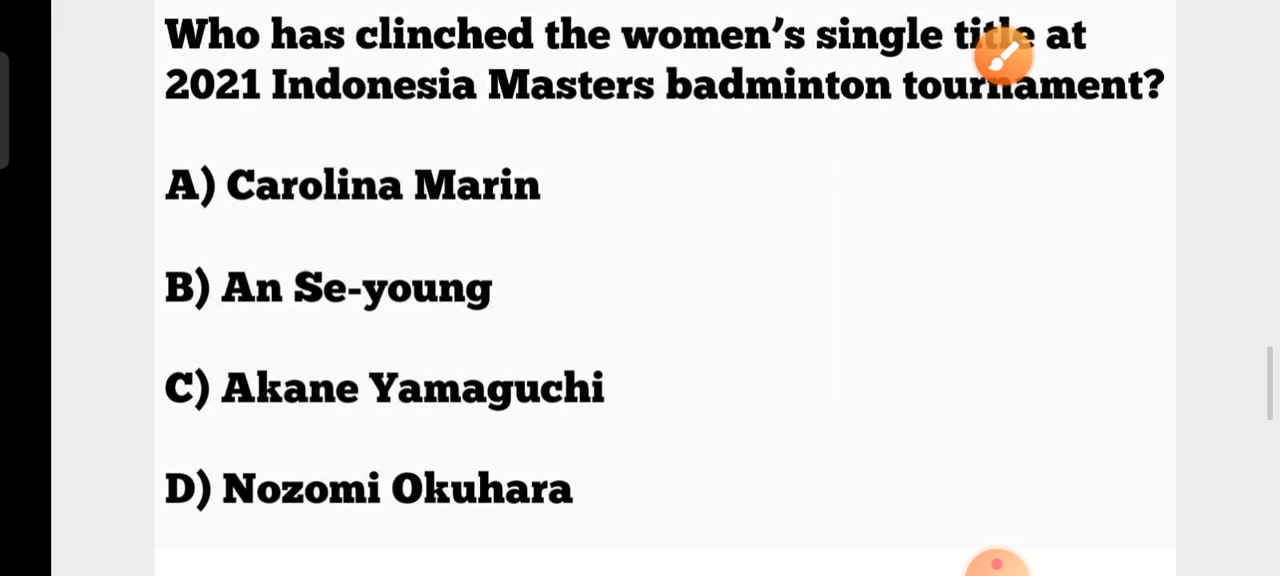 Who has clinched the women’s single title at
2021 Indonesia Masters badminton tournament?
A) Carolina Marin
B) An Se-young
C) Akane Yamaguchi
D) Nozomi Okuhara